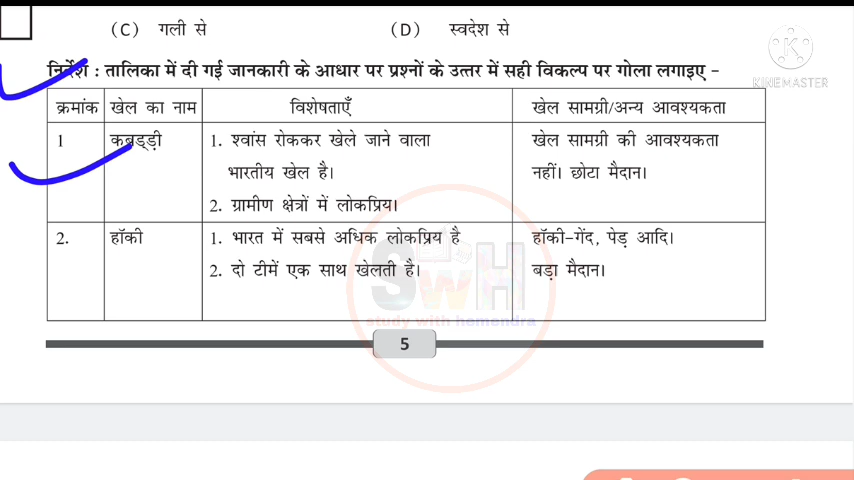 (C) गली से (D) स्वदेश से
निर्देश : तालिका में दी गई जानकारी के आधार पर प्रश्नों के उत्तर में सही विकल्प पर गोला लगाइए -
क्रमांक खेल का नाम विशेषताएँ खेल सामग्री/अन्य आवश्यकता
1 कबड्ड़ी 1. श्वांस रोककर खेले जाने वाला खेल सामग्री की आवश्यकता
भारतीय खेल है। नहीं। छोटा मैदान।
2. ग्रामीण क्षेत्रों में लोकप्रिय।
2. हॉकी 1. भारत में सबसे अधिक लोकप्रिय है हॉकी-गेंद, पेड़ आदि।
2. दो टीमें एक साथ खेलती है। बड़ा मैदान।
5
SWH
study with hemendra
KINEMASTER